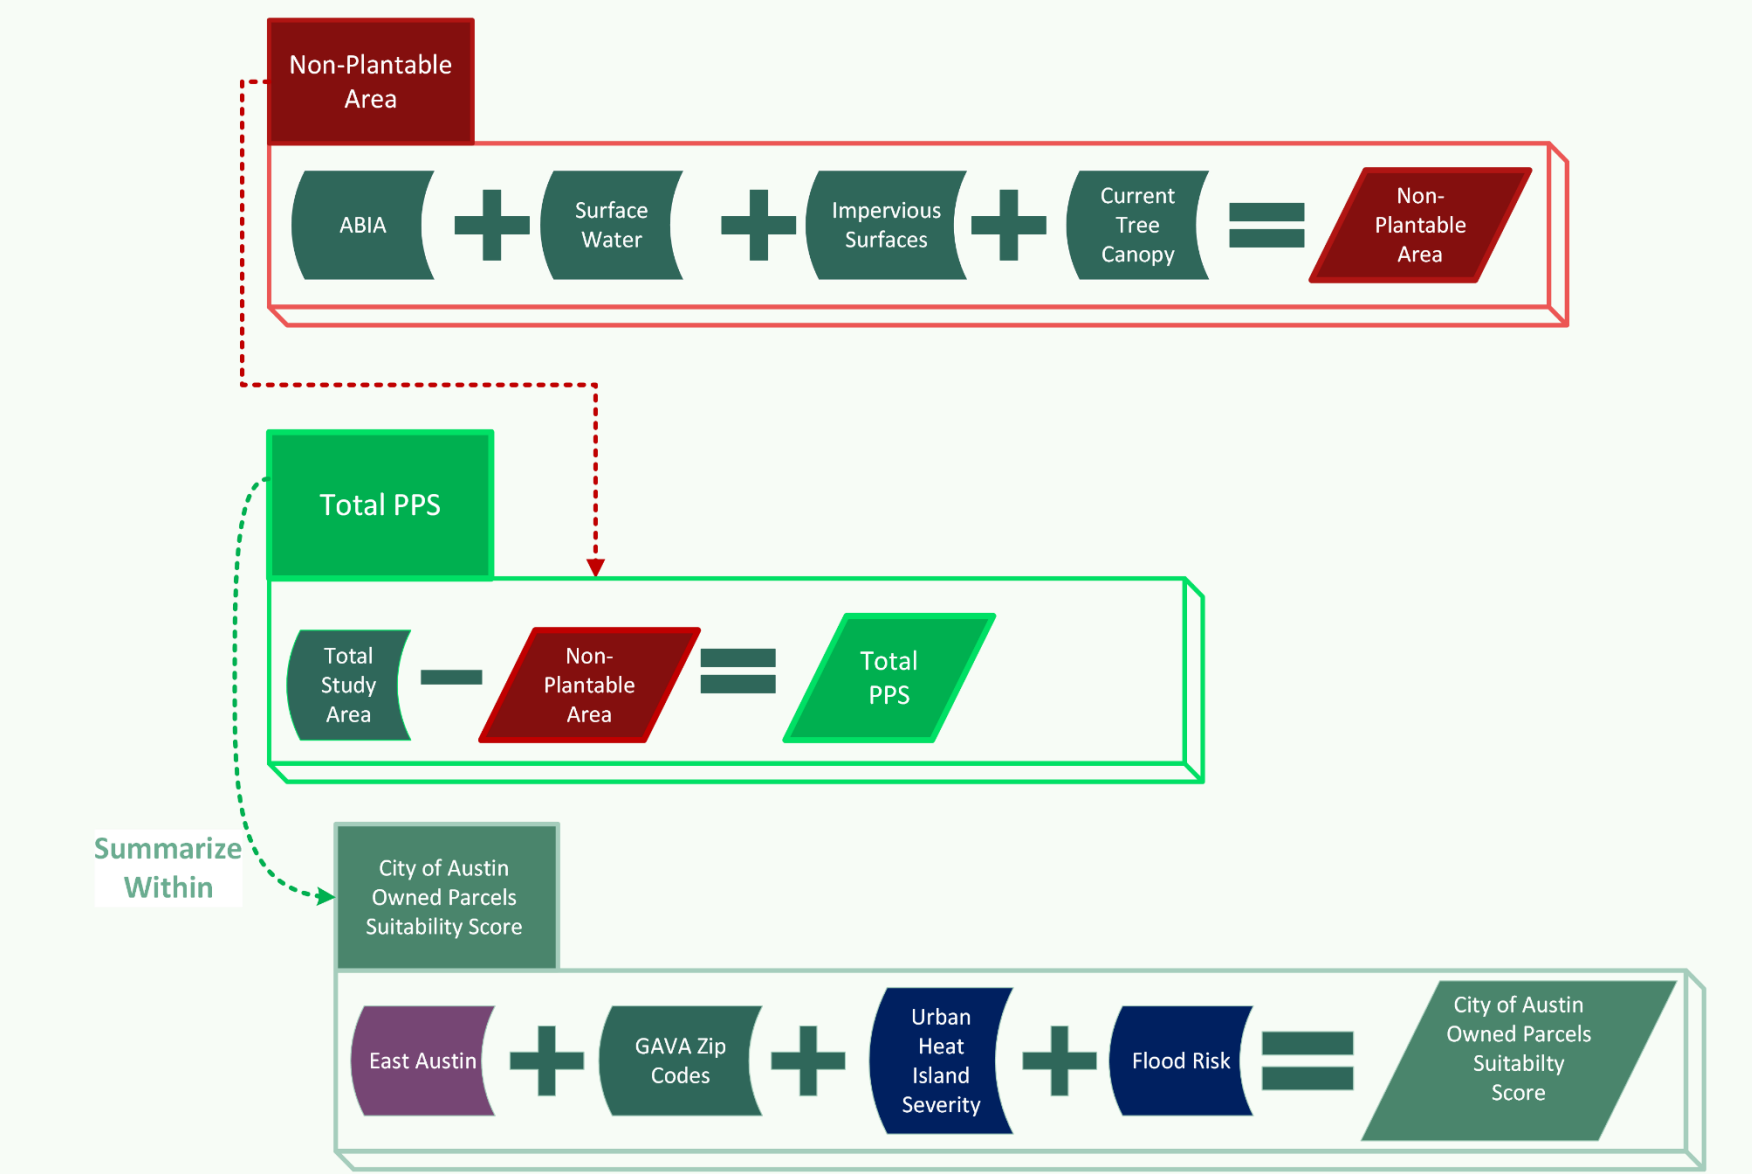 Non-Plantable
Area
ABIA
Surface
Water
Impervious
Surfaces
Current
Tree
Canopy
Non-
Plantable
Area
Total PPS
Total
Study
Area
Non-
Plantable
Area
Total
PPS
Summarize
Within
City of Austin
Owned Parcels
Suitability Score
East Austin
GAVA Zip
Codes
Urban
Heat
Island
Severity
Flood Risk
City of Austin
Owned Parcels
Suitabilty
Score